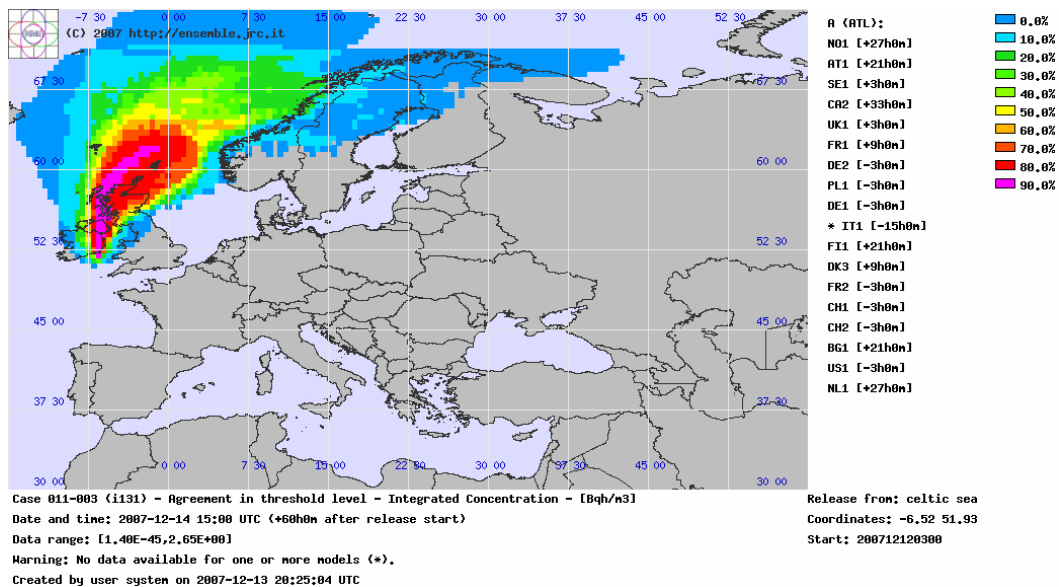 -7 30 0 00 7 30 15 00 22 30 30 00 37 30 45 00 52 30
(C) 2007 http://ensemble.jrc.it
67 30 67 30
60 00 60 00
52 30 52 30
45 00 45 00
37 30 37 30
-7 30 0 00 7 30 15 00 22 30 30 00 37 30 45 00
30 00 30 00
A (ATL):
NO1 [+27h0m]
AT1 [+21h0m]
SE1 [+3h0m]
CA2 [+33h0m]
UK1 [+3h0m]
FR1 [+9h0m]
DE2 [-3h0m]
PL1 [-3h0m]
DE1 [-3h0m]
* IT1 [-15h0m]
FI1 [+21h0m]
DK3 [+9h0m]
FR2 [-3h0m]
CH1 [-3h0m]
CH2 [-3h0m]
BG1 [+21h0m]
US1 [-3h0m]
NL1 [+27h0m]
0.0%
10.0%
20.0%
30.0%
40.0%
50.0%
60.0%
70.0%
80.0%
90.0%
Case 011-003 (i131) - Agreement in threshold level - Integrated Concentration - [Bqh/m3]
Date and time: 2007-12-14 15:00 UTC (+60h0m after release start)
Data range: [1.40E-45,2.65E+00]
Warning: No data available for one or more models (*).
Created by user system on 2007-12-13 20:25:04 UTC
Release from: celtic sea
Coordinates: -6.52 51.93
Start: 200712120300